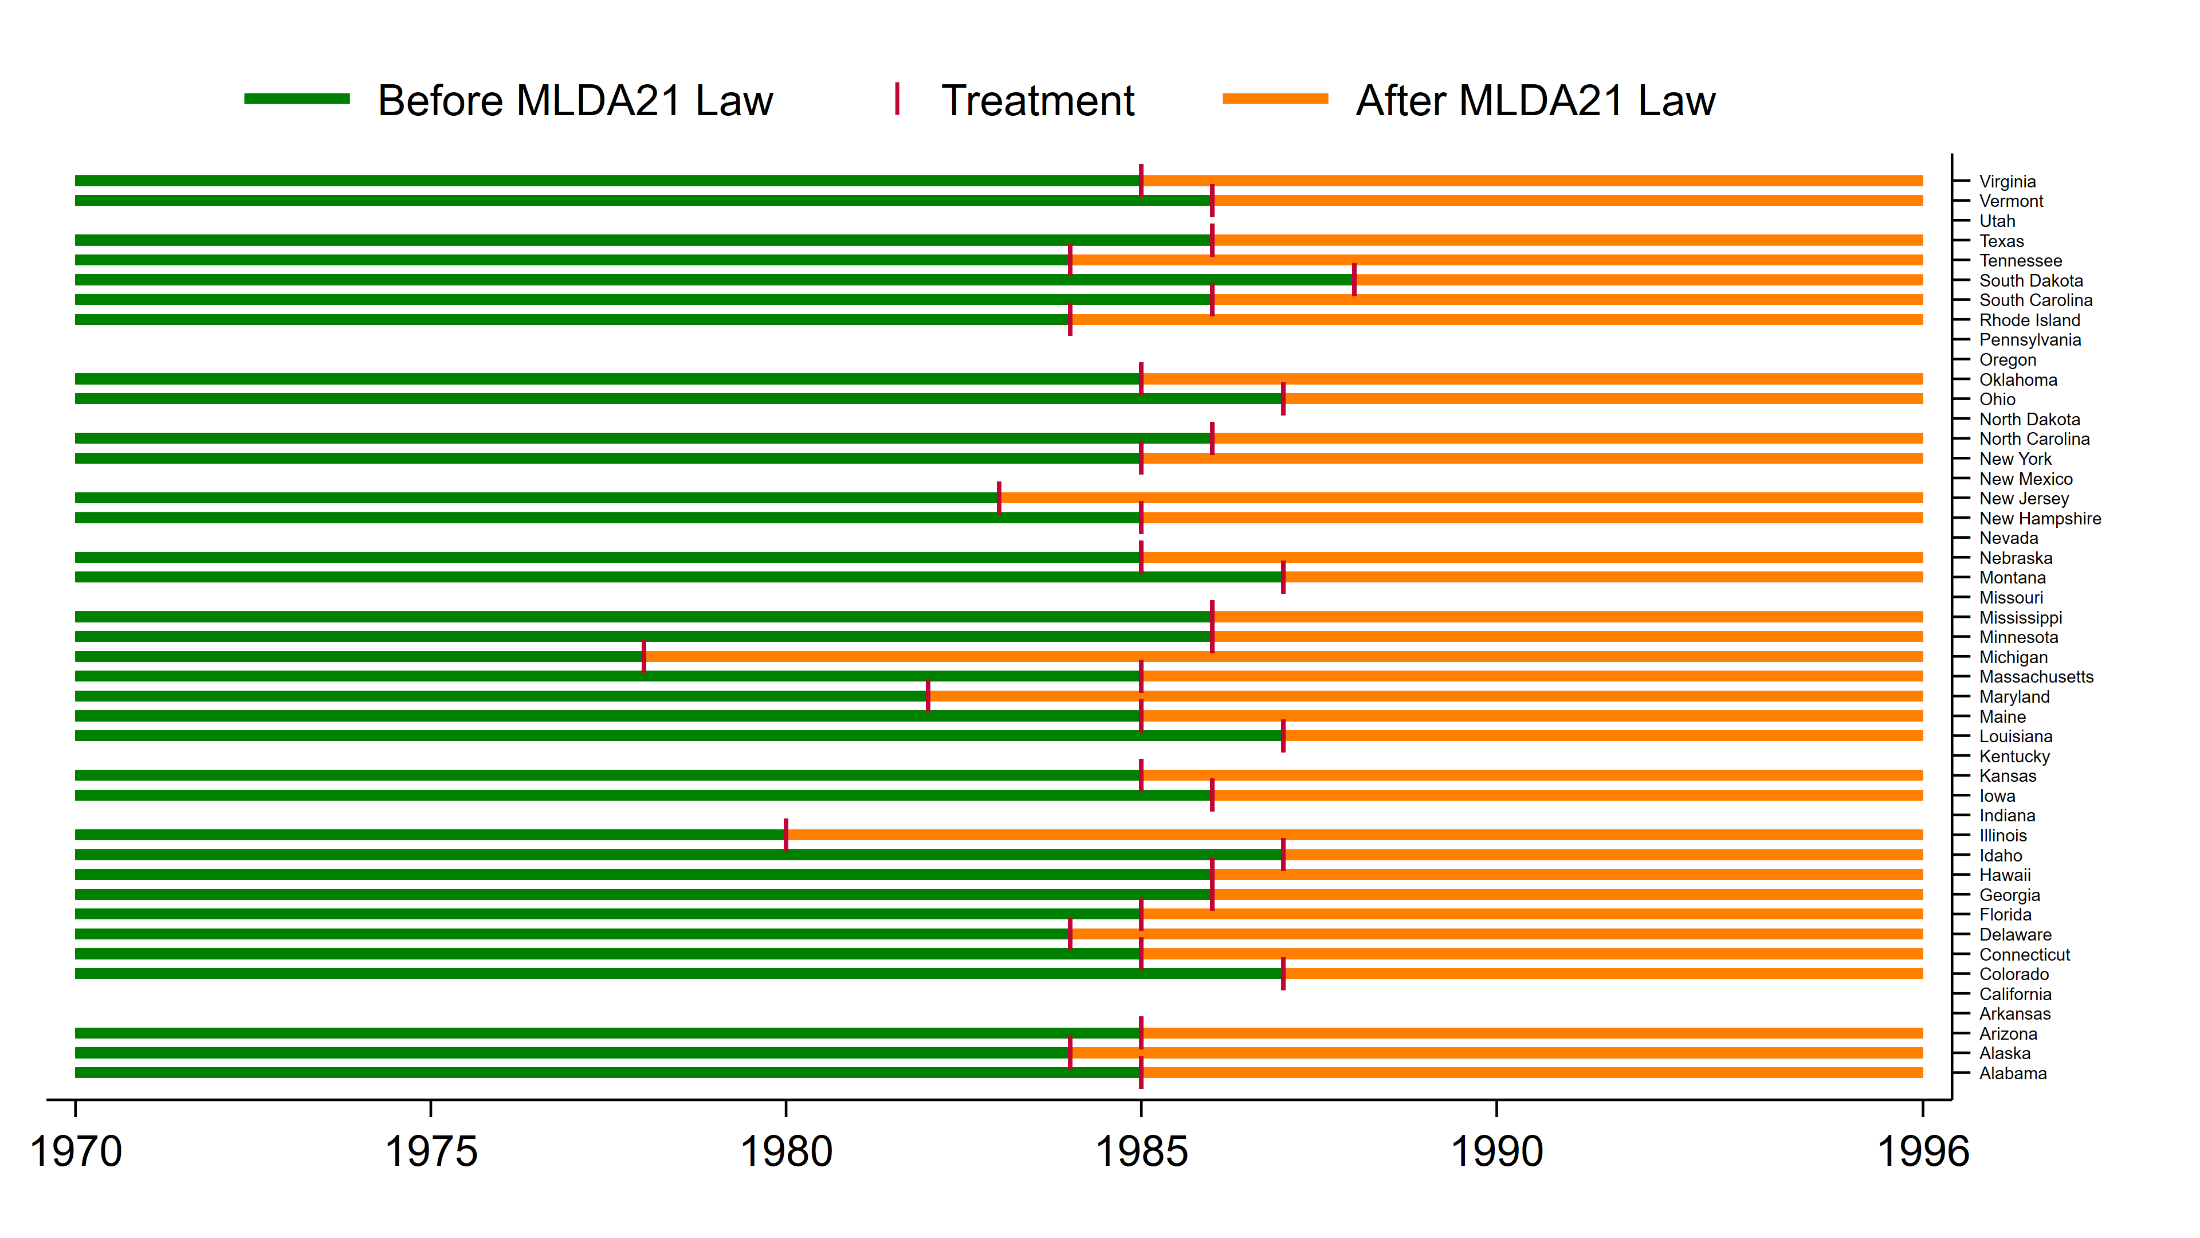 Before MLDA21 Law Treatment After MLDA21 Law
Virginia
Vermont
Utah
Texas
Tennessee
South Dakota
South Carolina
Rhode Island
Pennsylvania
Oregon
Oklahoma
Ohio
North Dakota
North Carolina
New York
New Mexico
New Jersey
New Hampshire
Nevada
Nebraska
Montana
Missouri
Mississippi
Minnesota
Michigan
Massachusetts
Maryland
Maine
Louisiana
Kentucky
Kansas
Iowa
Indiana
Illinois
Idaho
Hawaii
Georgia
Florida
Delaware
Connecticut
Colorado
California
Arkansas
Arizona
Alaska
Alabama
1970 1975 1980 1985 1990 1996